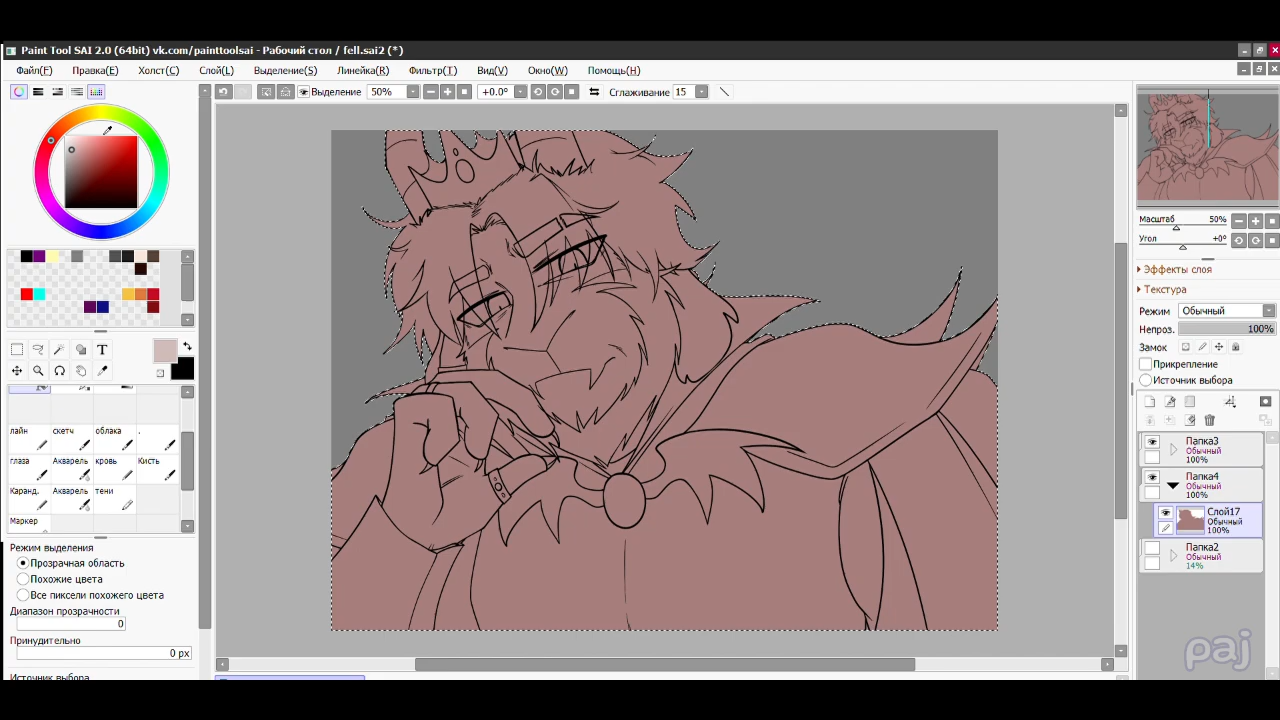 Paint Tool SAI 2.0 (64bit) vk.com/painttoolsai - Рабочий стол / fell.sai2 (*)
Файл(F) Правка(E) Холст(C) Слой(L) Выделение(S) Линейка(R) Фильтр(T) Вид(V) Окно(W) Помощь(H)
Выделение 50% +0.0° Сглаживание 15
Масштаб 50%
Угол +0°
Эффекты слоя
Текстура
Режим Обычный
Непроз. 100%
Замок
Прикрепление
Источник выбора
T
лайн скетч облака .
глаза Акварель кровь Кисть
Каранд. Акварель тени
Маркер
Режим выделения
Прозрачная область
Похожие цвета
Все пиксели похожего цвета
Диапазон прозрачности
0
Принудительно
0 px
Источник выбора
Папка3
Обычный
100%
Папка4
Обычный
100%
Слой17
Обычный
100%
Папка2
Обычный
14%
paj